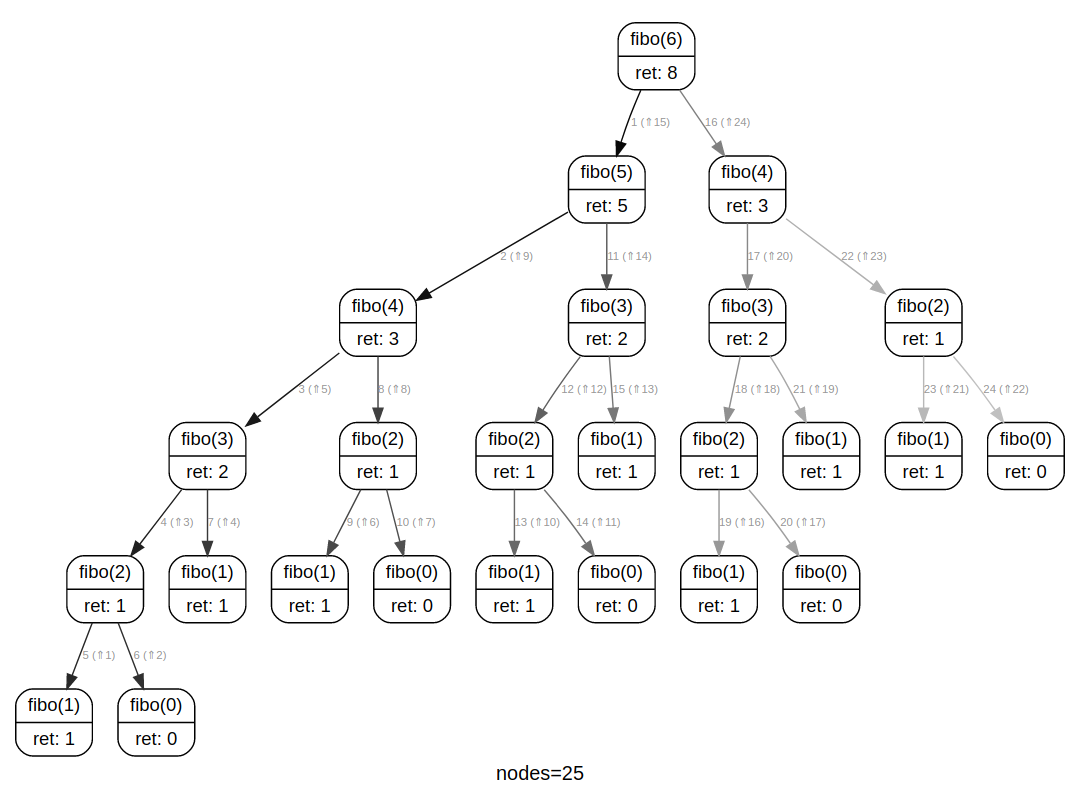 fibo(6)
ret: 8
1 (⇑15)
16 (⇑24)
fibo(5)
ret: 5
fibo(4)
ret: 3
2 (⇑9)
11 (⇑14)
17 (⇑20)
22 (⇑23)
fibo(4)
ret: 3
fibo(3)
ret: 2
fibo(3)
ret: 2
fibo(2)
ret: 1
3 (⇑5)
8 (⇑8)
12 (⇑12)
15 (⇑13)
18 (⇑18)
21 (⇑19)
23 (⇑21)
24 (⇑22)
fibo(3)
ret: 2
fibo(2)
ret: 1
fibo(2)
ret: 1
fibo(1)
ret: 1
fibo(2)
ret: 1
fibo(1)
ret: 1
fibo(1)
ret: 1
fibo(0)
ret: 0
4 (⇑3)
7 (⇑4)
9 (⇑6)
10 (⇑7)
13 (⇑10)
14 (⇑11)
19 (⇑16)
20 (⇑17)
fibo(2)
ret: 1
fibo(1)
ret: 1
fibo(1)
ret: 1
fibo(0)
ret: 0
fibo(1)
ret: 1
fibo(0)
ret: 0
fibo(1)
ret: 1
fibo(0)
ret: 0
5 (⇑1)
6 (⇑2)
fibo(1)
ret: 1
fibo(0)
ret: 0
nodes=25